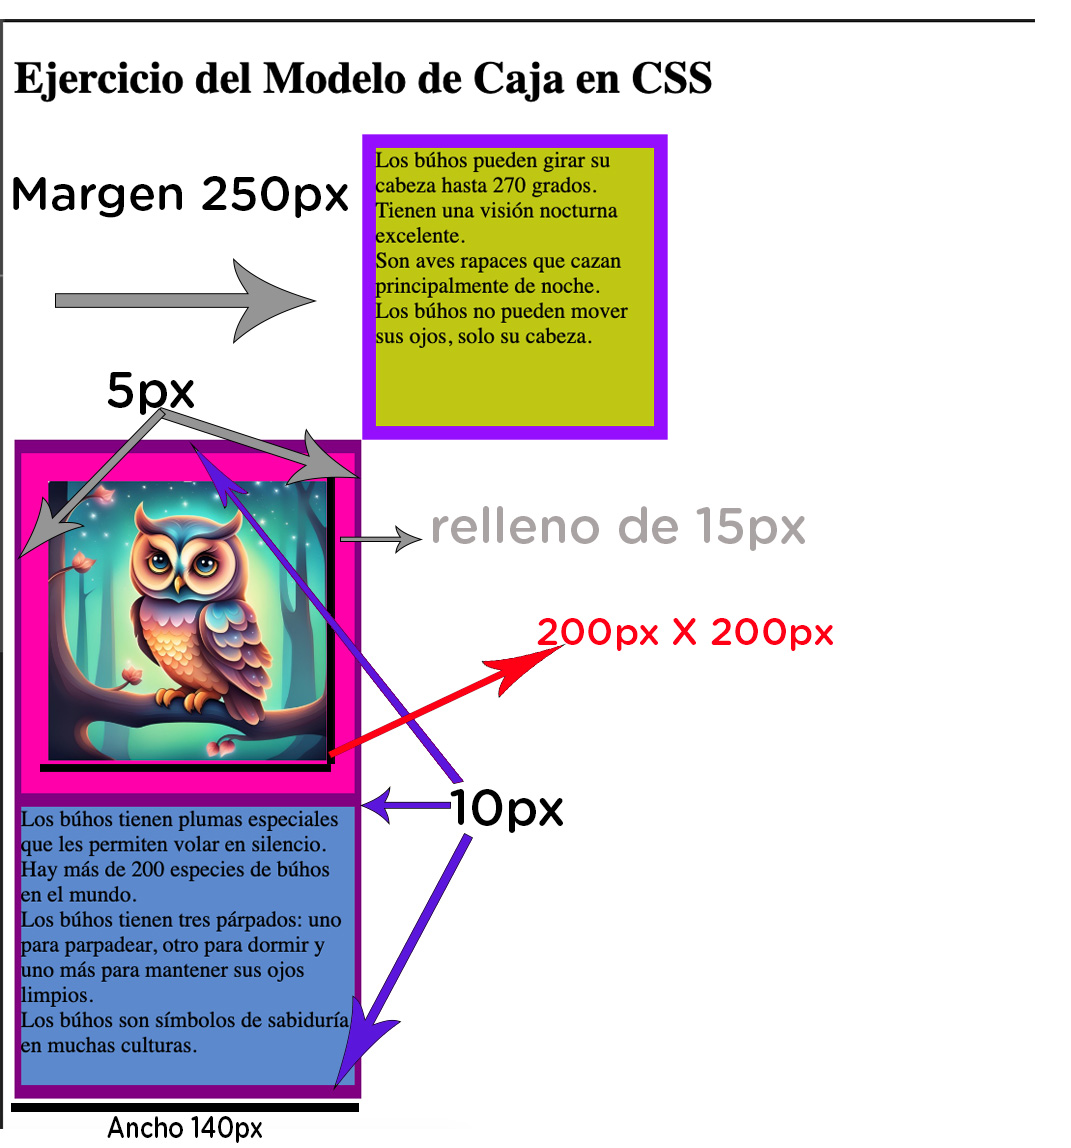 Ejercicio del Modelo de Caja en CSS
Margen 250px
Los búhos pueden girar su
cabeza hasta 270 grados.
Tienen una visión nocturna
excelente.
Son aves rapaces que cazan
principalmente de noche.
Los búhos no pueden mover
sus ojos, solo su cabeza.
5px
relleno de 15px
200px X 200px
10px
Los búhos tienen plumas especiales
que les permiten volar en silencio.
Hay más de 200 especies de búhos
en el mundo.
Los búhos tienen tres párpados: uno
para parpadear, otro para dormir y
uno más para mantener sus ojos
limpios.
Los búhos son símbolos de sabiduría
en muchas culturas.
Ancho 140px